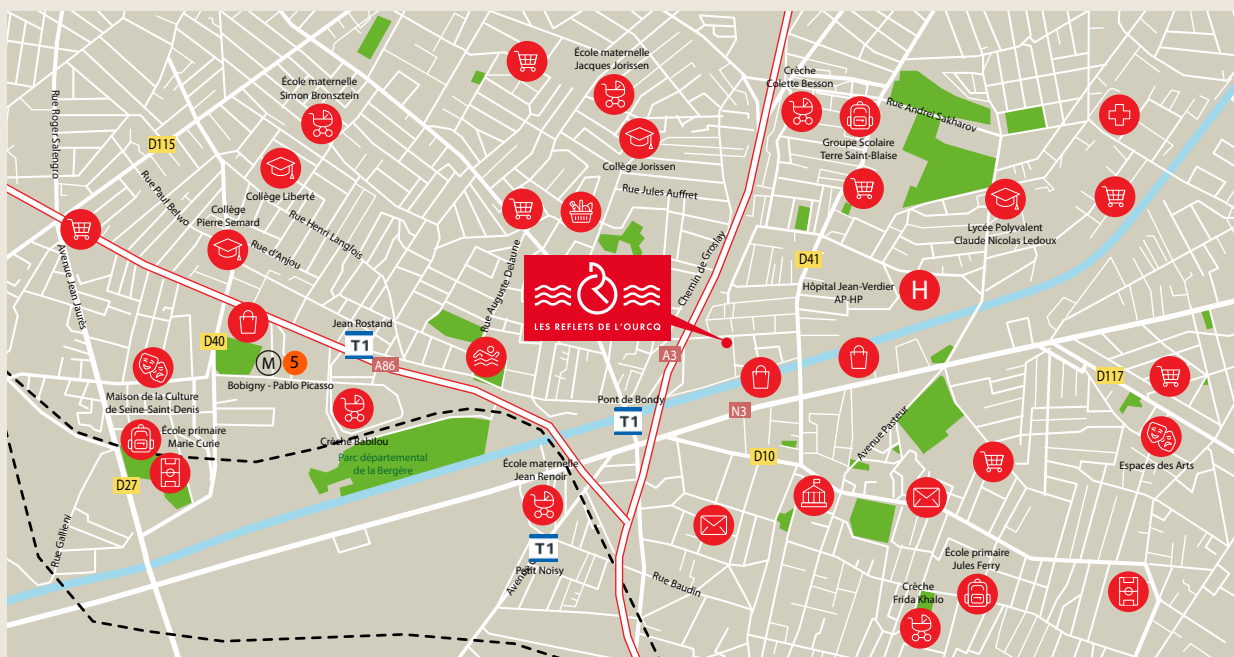 École maternelle
Jacques Jorissen
École maternelle
Simon Bronsztein
Crèche
Colette Besson
Rue Andreï Sakharov
Rue Roger Salengro
D115
Groupe Scolaire
Terre Saint-Blaise
Collège Jorissen
Collège Liberté
Rue Paul Belwo
Rue Jules Auffret
Collège
Pierre Semard
Rue Henri Langlois
Lycée Polyvalent
Claude Nicolas Ledoux
Rue d'Anjou
Avenue Jean Jaurès
Rue Auguste Delaune
Chemin de Groslay
D41
Hôpital Jean-Verdier
AP-HP
H
LES REFLETS DE L'OURCQ
Jean Rostand
T1
D40
A86
A3
M 5
Bobigny - Pablo Picasso
D117
Maison de la Culture
de Seine-Saint-Denis
Pont de Bondy
T1
N3
École primaire
Marie Curie
Crèche Babilou
Avenue Pasteur
Parc départemental
de la Bergère
D10
Espaces des Arts
École maternelle
Jean Renoir
D27
Rue Gallieni
T1
Petit Noisy
Rue Baudin
École primaire
Jules Ferry
Crèche
Frida Khalo